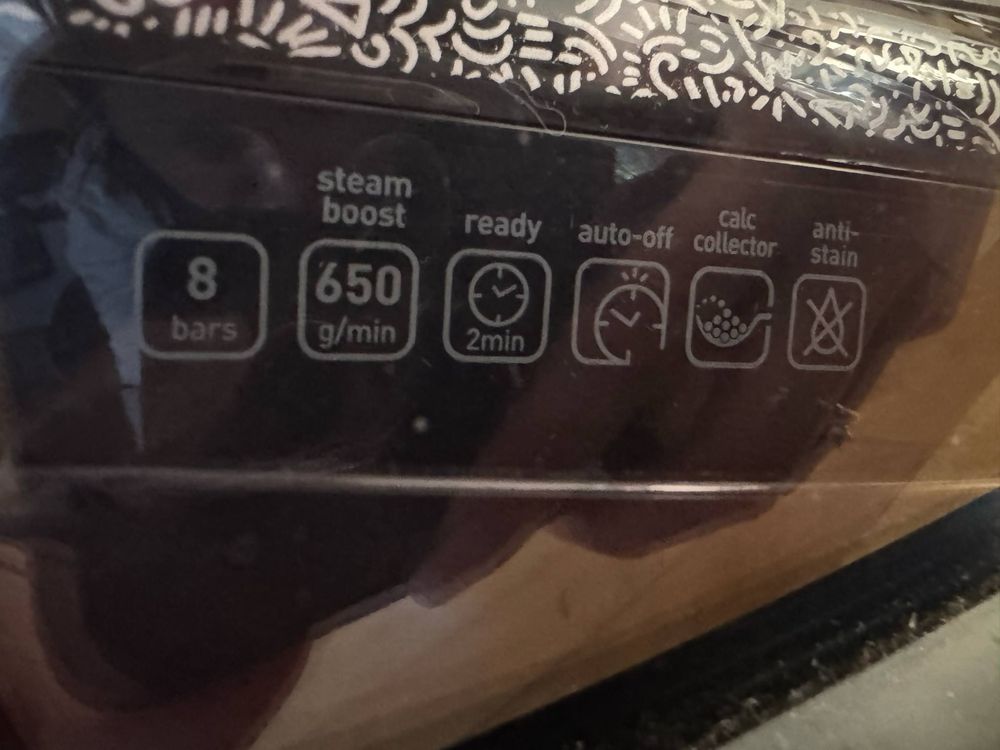 8
bars
steam
boost
650
g/min
ready
2min
auto-off
calc
collector
anti-
stain